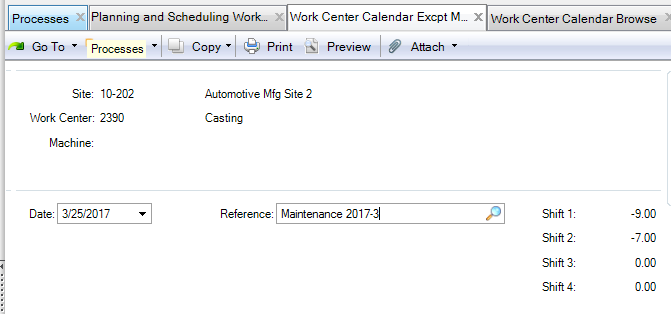 Processes Planning and Scheduling Work... Work Center Calendar Excpt M... Work Center Calendar Browse
Go To Processes Copy Print Preview Attach
Site: 10-202 Automotive Mfg Site 2
Work Center: 2390 Casting
Machine:
Date: 3/25/2017 Reference: Maintenance 2017-3 Shift 1: -9.00
Shift 2: -7.00
Shift 3: 0.00
Shift 4: 0.00